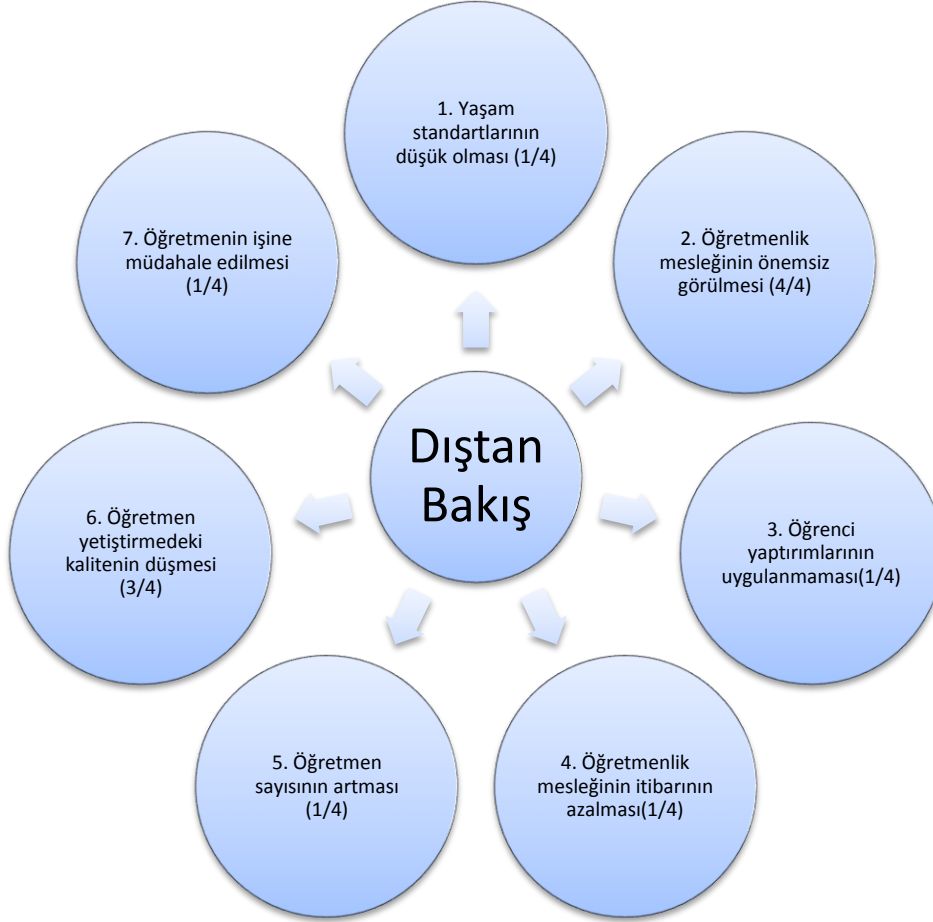 1. Yaşam
standartlarının
düşük olması (1/4)
2. Öğretmenlik
mesleğinin önemsiz
görülmesi (4/4)
3. Öğrenci
yaptırımlarının
uygulanmaması(1/4)
4. Öğretmenlik
mesleğinin itibarının
azalması(1/4)
5. Öğretmen
sayısının artması
(1/4)
6. Öğretmen
yetiştirmedeki
kalitenin düşmesi
(3/4)
7. Öğretmenin işine
müdahale edilmesi
(1/4)
Dıştan
Bakış